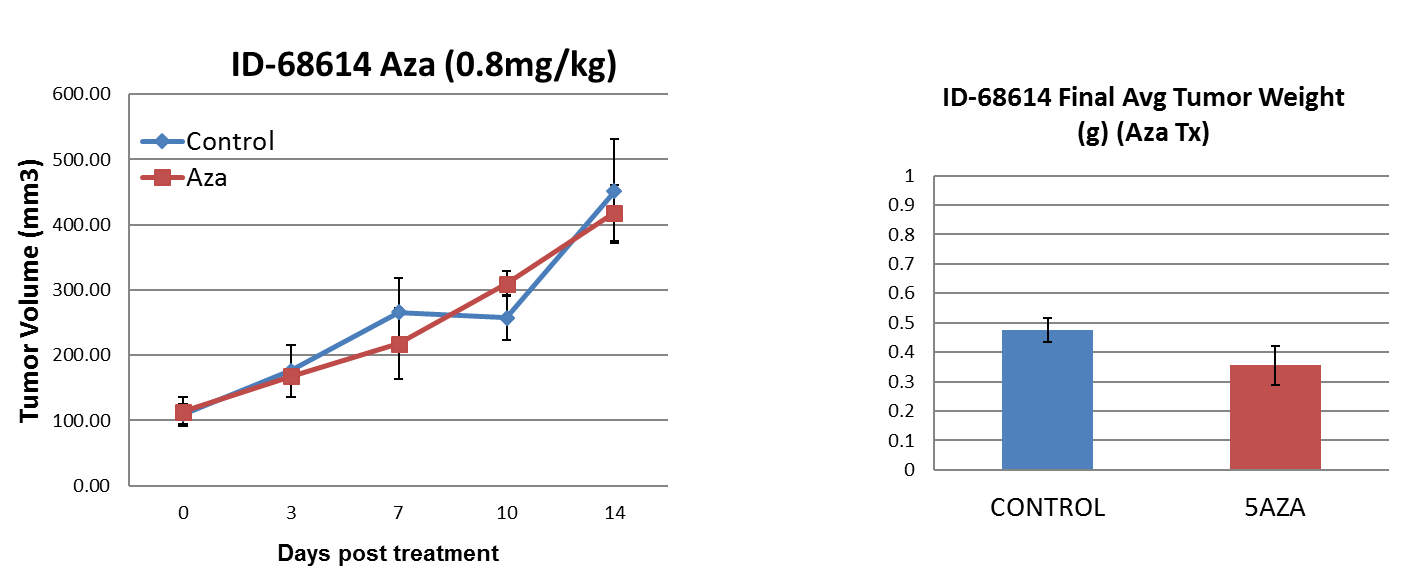 ID-68614 Aza (0.8mg/kg)
600.00
500.00
400.00
300.00
200.00
100.00
0.00
Tumor Volume (mm3)
Control
Aza
0 3 7 10 14
Days post treatment
ID-68614 Final Avg Tumor Weight
(g) (Aza Tx)
1
0.9
0.8
0.7
0.6
0.5
0.4
0.3
0.2
0.1
0
CONTROL 5AZA